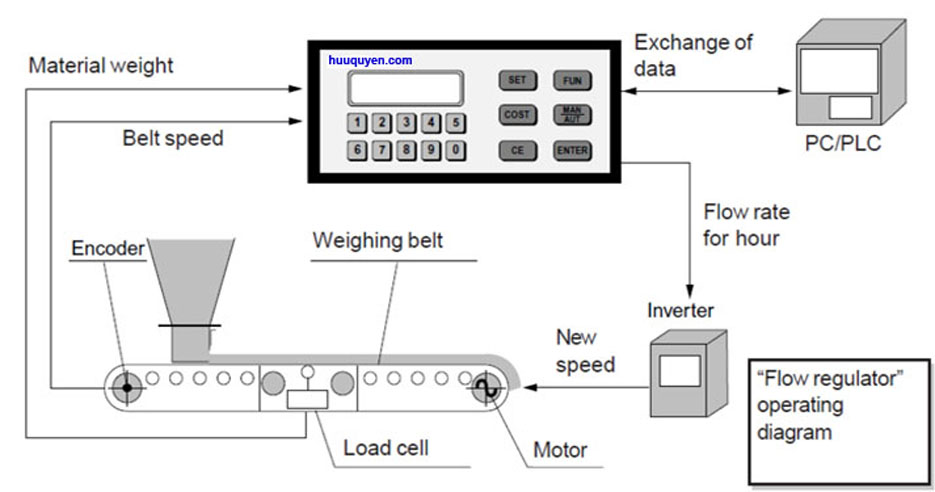 Material weight
Belt speed
huuquyen.com
1 2 3 4 5
6 7 8 9 0
SET FUN
COST MAN
AUT
CE ENTER
Exchange of
data
PC/PLC
Flow rate
for hour
Encoder
Weighing belt
Inverter
New
speed
Load cell
Motor
“Flow regulator”
operating
diagram